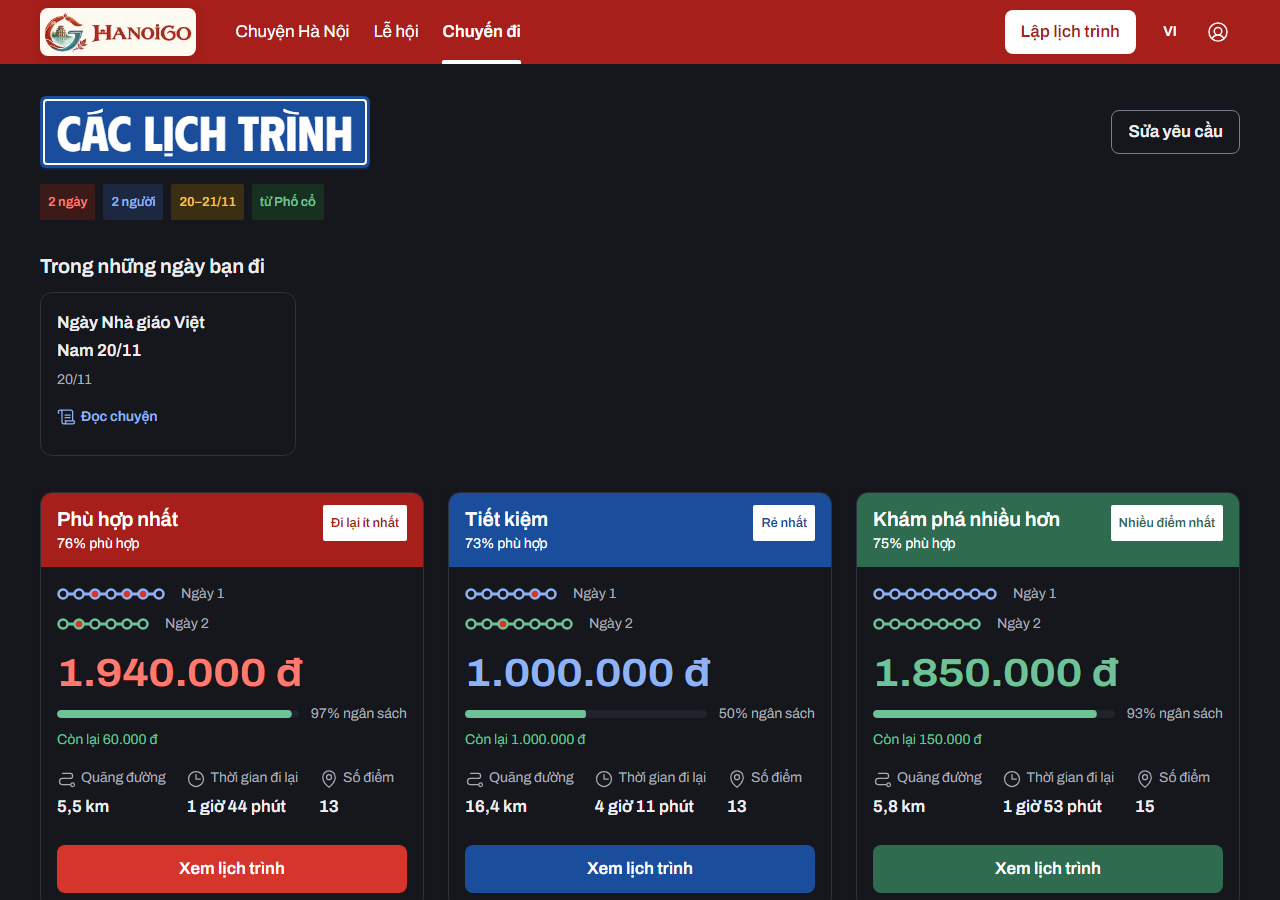 HANOIGO
Chuyện Hà Nội
Lễ hội
Chuyến đi
Lập lịch trình
VI
CÁC LỊCH TRÌNH
Sửa yêu cầu
2 ngày
2 người
20–21/11
từ Phố cổ
Trong những ngày bạn đi
Ngày Nhà giáo Việt
Nam 20/11
20/11
Đọc chuyện
Phù hợp nhất
76% phù hợp
Đi lại ít nhất
Ngày 1
Ngày 2
1.940.000 đ
97% ngân sách
Còn lại 60.000 đ
Quãng đường
Thời gian đi lại
Số điểm
5,5 km
1 giờ 44 phút
13
Xem lịch trình
Tiết kiệm
73% phù hợp
Rẻ nhất
Ngày 1
Ngày 2
1.000.000 đ
50% ngân sách
Còn lại 1.000.000 đ
Quãng đường
Thời gian đi lại
Số điểm
16,4 km
4 giờ 11 phút
13
Xem lịch trình
Khám phá nhiều hơn
75% phù hợp
Nhiều điểm nhất
Ngày 1
Ngày 2
1.850.000 đ
93% ngân sách
Còn lại 150.000 đ
Quãng đường
Thời gian đi lại
Số điểm
5,8 km
1 giờ 53 phút
15
Xem lịch trình